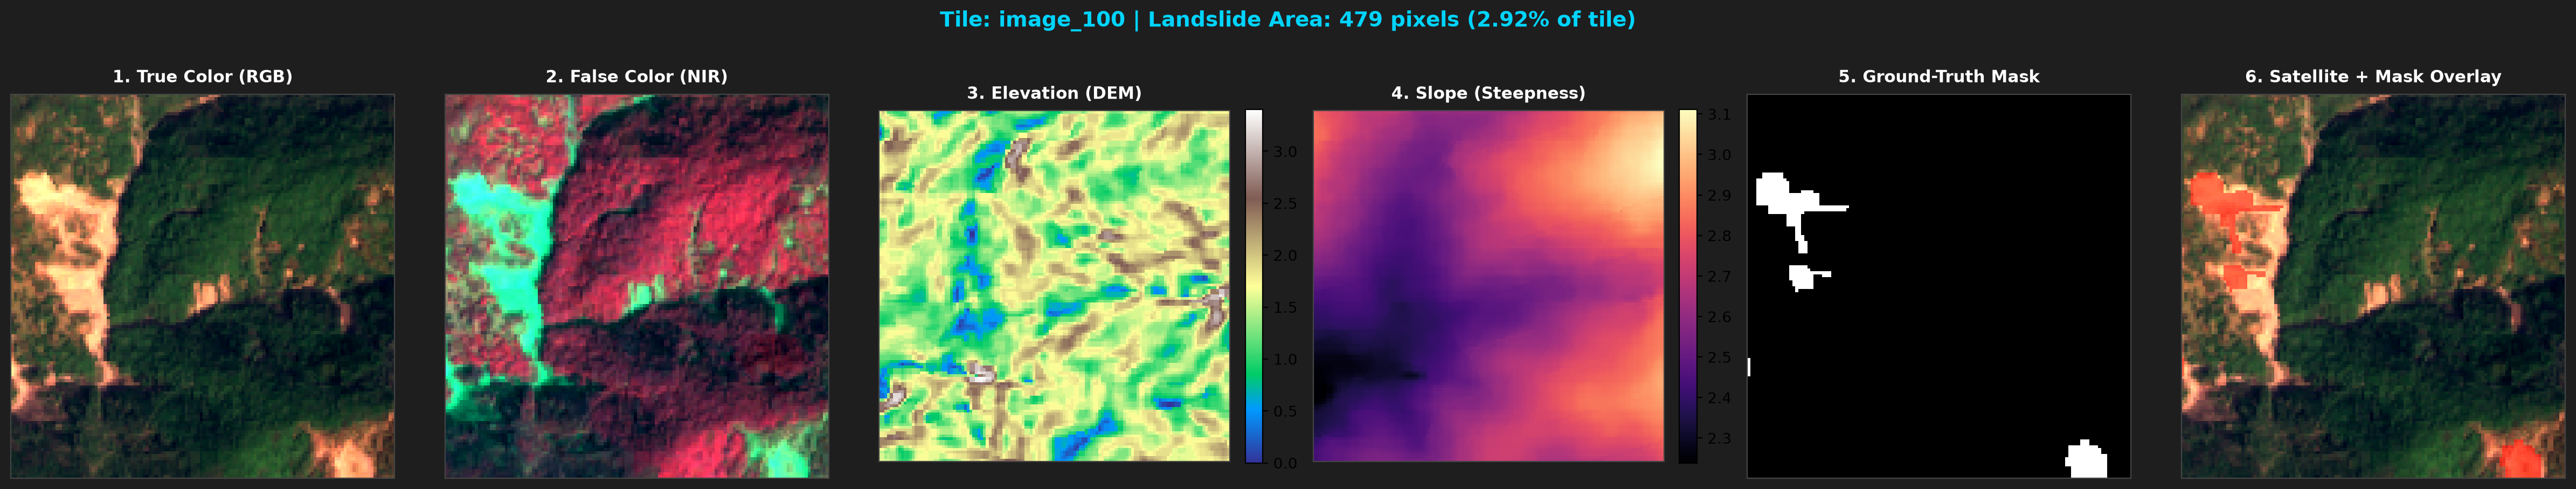 Tile: image_100 | Landslide Area: 479 pixels (2.92% of tile)
1. True Color (RGB)
2. False Color (NIR)
3. Elevation (DEM)
4. Slope (Steepness)
5. Ground-Truth Mask
6. Satellite + Mask Overlay
3.0
2.5
2.0
1.5
1.0
0.5
0.0
3.1
3.0
2.9
2.8
2.7
2.6
2.5
2.4
2.3